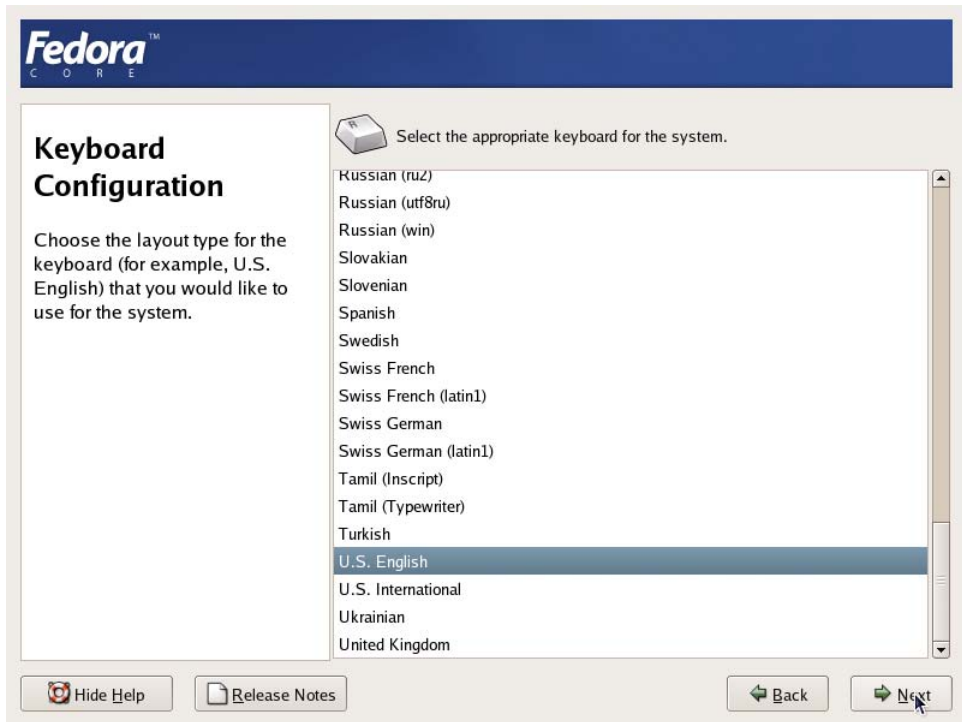 Fedora™
CORE
Keyboard
Configuration
Choose the layout type for the
keyboard (for example, U.S.
English) that you would like to
use for the system.
R
Select the appropriate keyboard for the system.
Russian (ru2)
Russian (utf8ru)
Russian (win)
Slovakian
Slovenian
Spanish
Swedish
Swiss French
Swiss French (latin1)
Swiss German
Swiss German (latin1)
Tamil (Inscript)
Tamil (Typewriter)
Turkish
U.S. English
U.S. International
Ukrainian
United Kingdom
Hide Help
Release Notes
Back
Next